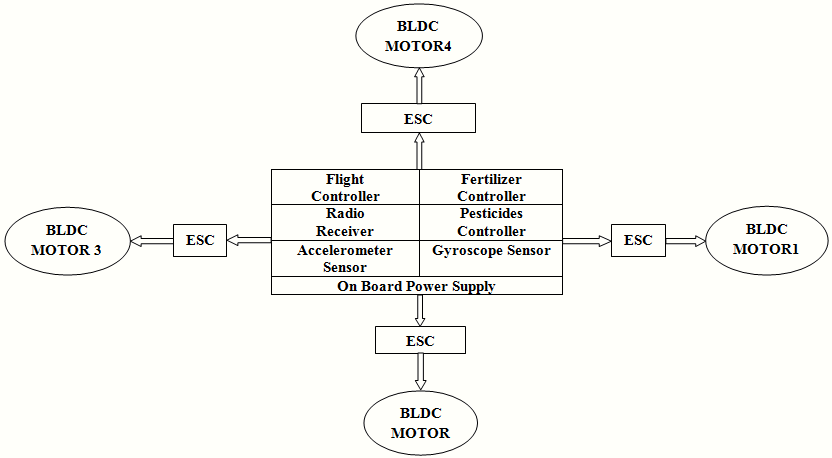 BLDC
MOTOR4
ESC
Flight
Controller
Fertilizer
Controller
Radio
Receiver
Pesticides
Controller
Accelerometer
Sensor
Gyroscope Sensor
On Board Power Supply
BLDC
MOTOR 3
ESC
ESC
BLDC
MOTOR1
ESC
BLDC
MOTOR